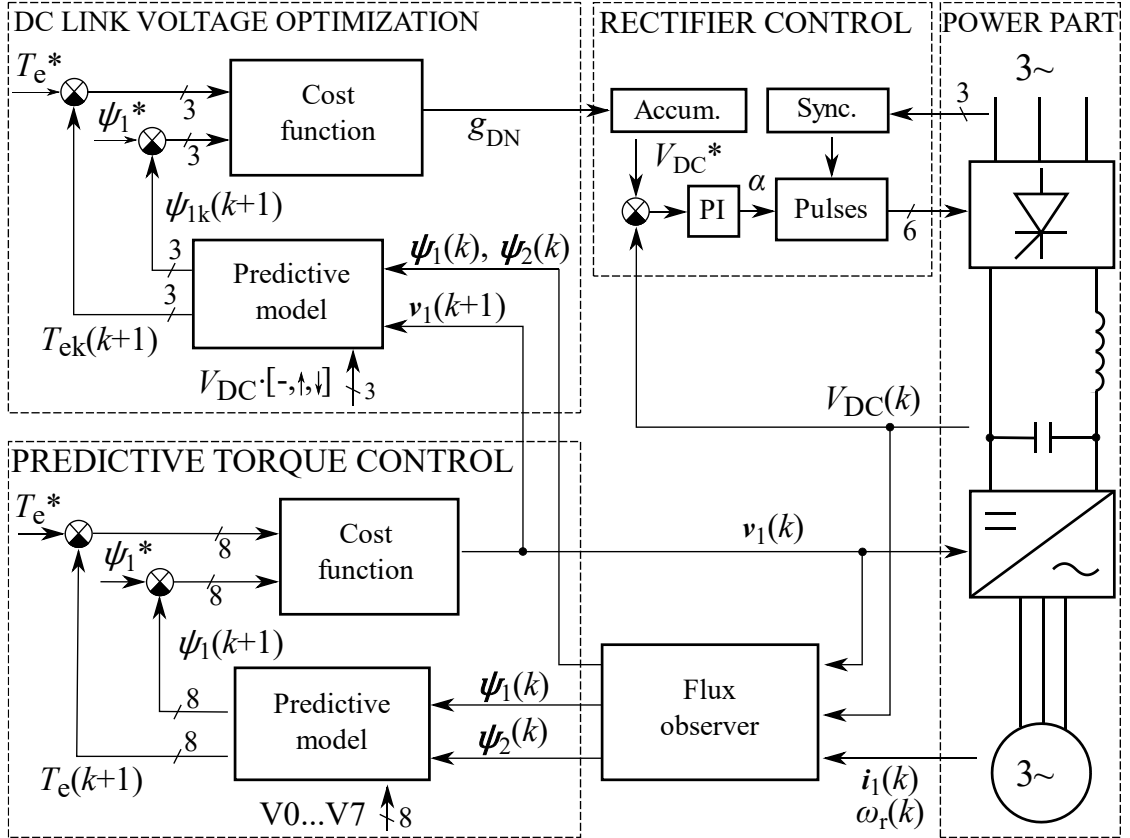 DC LINK VOLTAGE OPTIMIZATION
Te*
ψ1*
3
3
Cost
function
gDN
ψ1k(k+1)
3
3
Predictive
model
Tek(k+1)
ψ1(k), ψ2(k)
v1(k+1)
VDC·[-,↑,↓]
3
RECTIFIER CONTROL
Accum.
Sync.
3
VDC*
PI
α
Pulses
6
POWER PART
3~
VDC(k)
PREDICTIVE TORQUE CONTROL
Te*
ψ1*
8
8
Cost
function
v1(k)
ψ1(k+1)
8
8
Predictive
model
Te(k+1)
V0...V7
8
ψ1(k)
ψ2(k)
Flux
observer
i1(k)
ωr(k)
3~